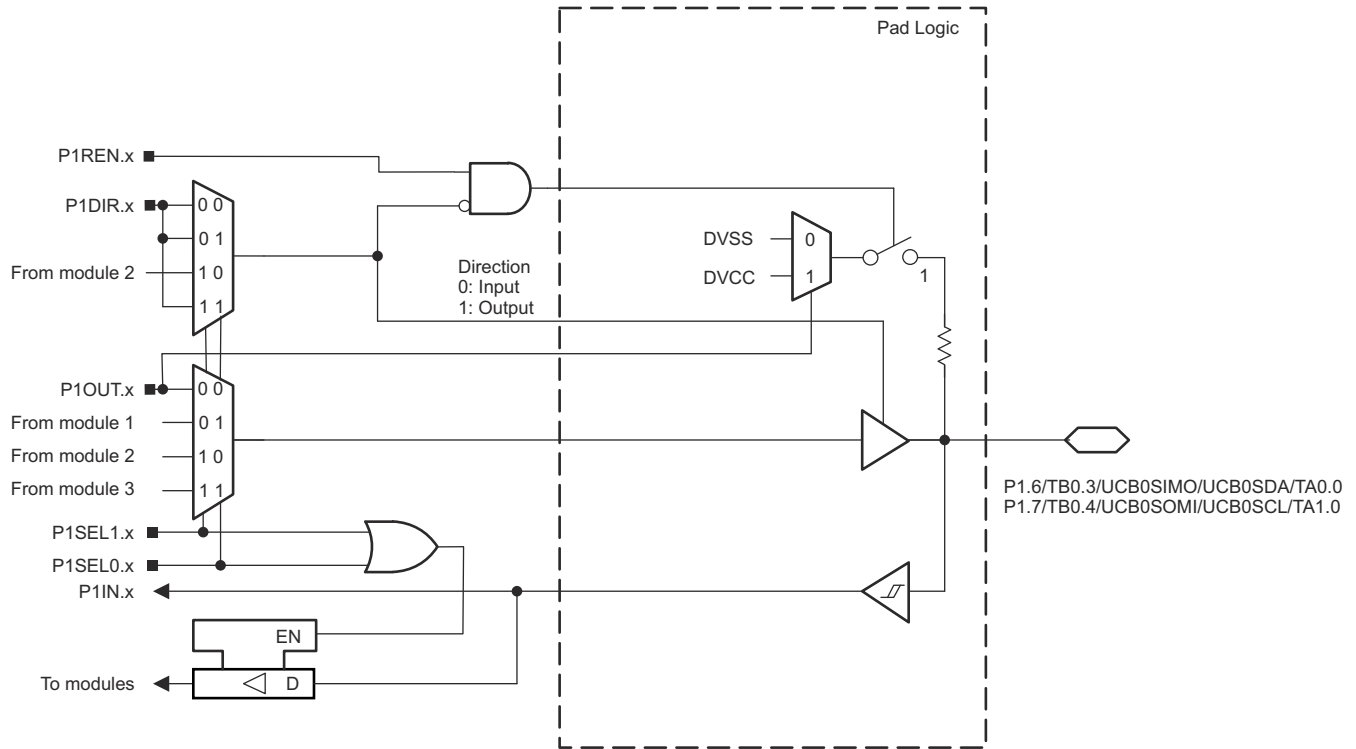 Pad Logic
P1REN.x
P1DIR.x
0 0
0 1
From module 2
1 0
1 1
Direction
0: Input
1: Output
DVSS
0
DVCC
1
1
P1OUT.x
0 0
From module 1
0 1
From module 2
1 0
From module 3
1 1
P1.6/TB0.3/UCB0SIMO/UCB0SDA/TA0.0
P1.7/TB0.4/UCB0SOMI/UCB0SCL/TA1.0
P1SEL1.x
P1SEL0.x
P1IN.x
EN
To modules
D